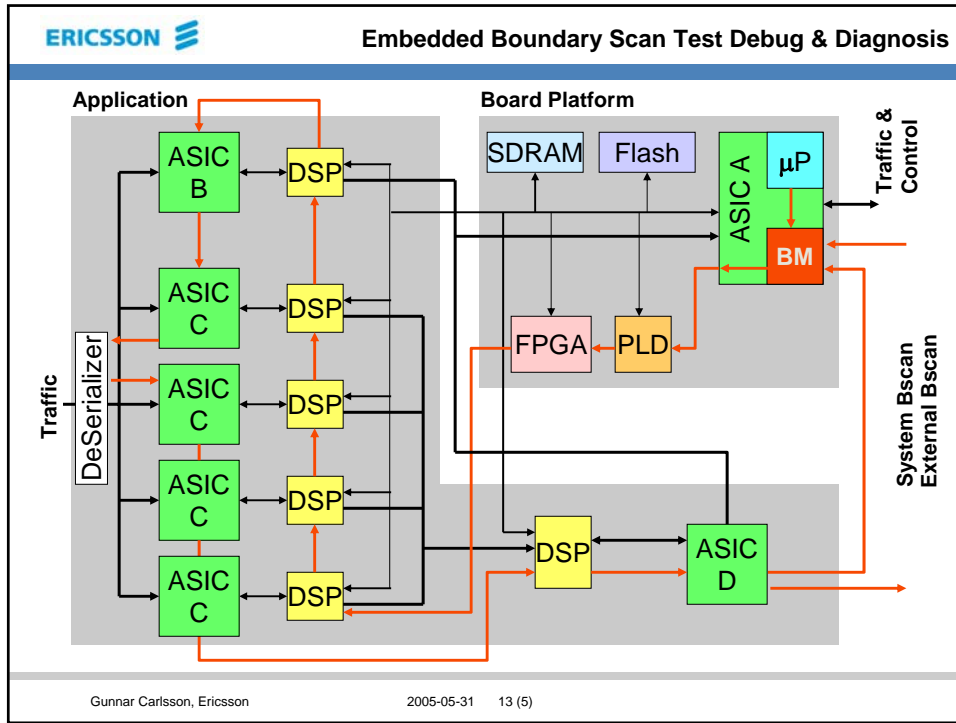 ERICSSON
Embedded Boundary Scan Test Debug & Diagnosis
Application
Board Platform
ASIC
B
DSP
SDRAM
Flash
ASIC A
μP
BM
Traffic &
Control
ASIC
C
DSP
FPGA
PLD
Traffic
DeSerializer
ASIC
C
DSP
System Bscan
External Bscan
ASIC
C
DSP
DSP
ASIC
D
ASIC
C
DSP
Gunnar Carlsson, Ericsson
2005-05-31
13 (5)